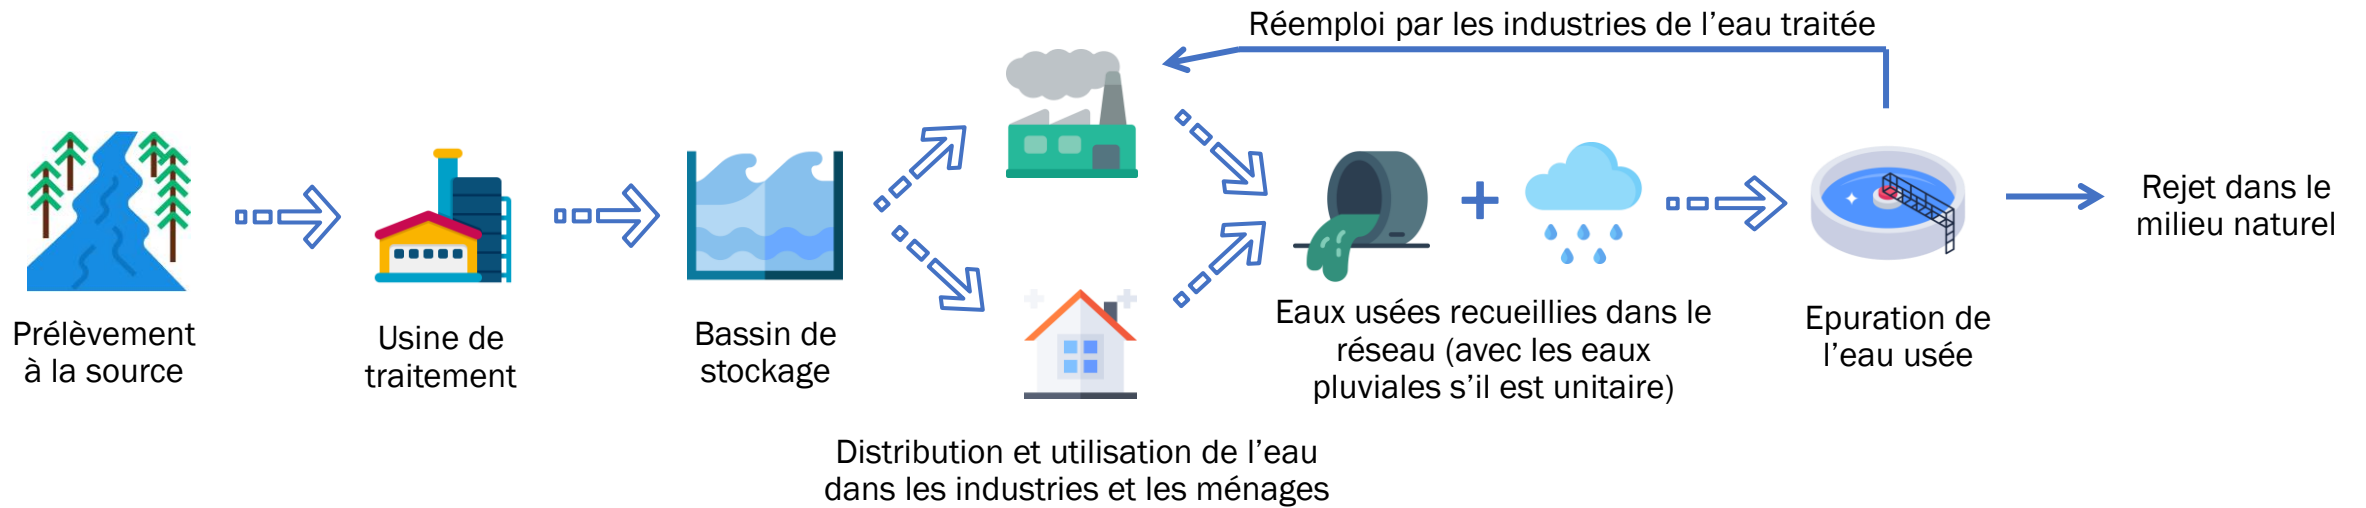 Réemploi par les industries de l’eau traitée
Prélèvement
à la source
Usine de
traitement
Bassin de
stockage
Distribution et utilisation de l’eau
dans les industries et les ménages
Eaux usées recueillies dans le
réseau (avec les eaux
pluviales s’il est unitaire)
Epuration de
l’eau usée
Rejet dans le
milieu naturel